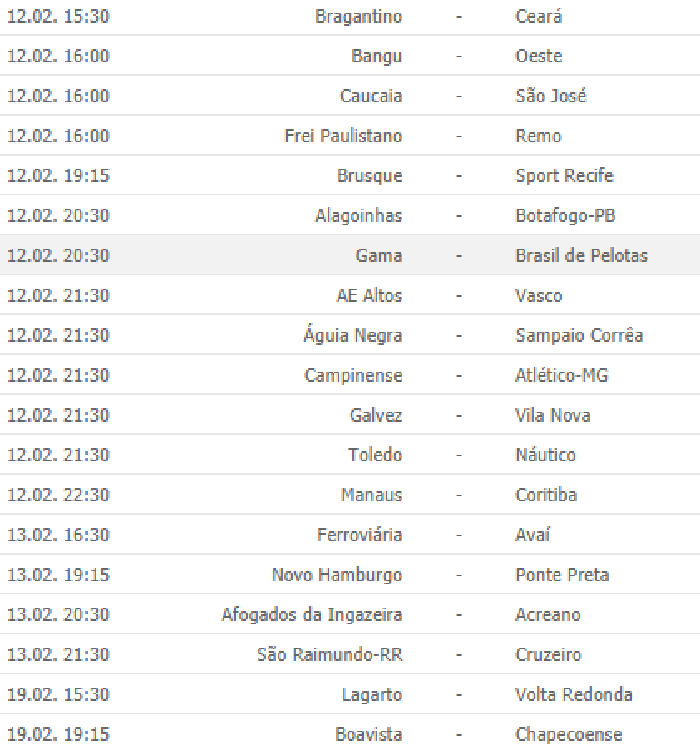 12.02. 15:30 Bragantino - Ceará
12.02. 16:00 Bangu - Oeste
12.02. 16:00 Caucaia - São José
12.02. 16:00 Frei Paulistano - Remo
12.02. 19:15 Brusque - Sport Recife
12.02. 20:30 Alagoinhas - Botafogo-PB
12.02. 20:30 Gama - Brasil de Pelotas
12.02. 21:30 AE Altos - Vasco
12.02. 21:30 Águia Negra - Sampaio Corrêa
12.02. 21:30 Campinense - Atlético-MG
12.02. 21:30 Galvez - Vila Nova
12.02. 21:30 Toledo - Náutico
12.02. 22:30 Manaus - Coritiba
13.02. 16:30 Ferroviária - Avaí
13.02. 19:15 Novo Hamburgo - Ponte Preta
13.02. 20:30 Afogados da Ingazeira - Acreano
13.02. 21:30 São Raimundo-RR - Cruzeiro
19.02. 15:30 Lagarto - Volta Redonda
19.02. 19:15 Boavista - Chapecoense